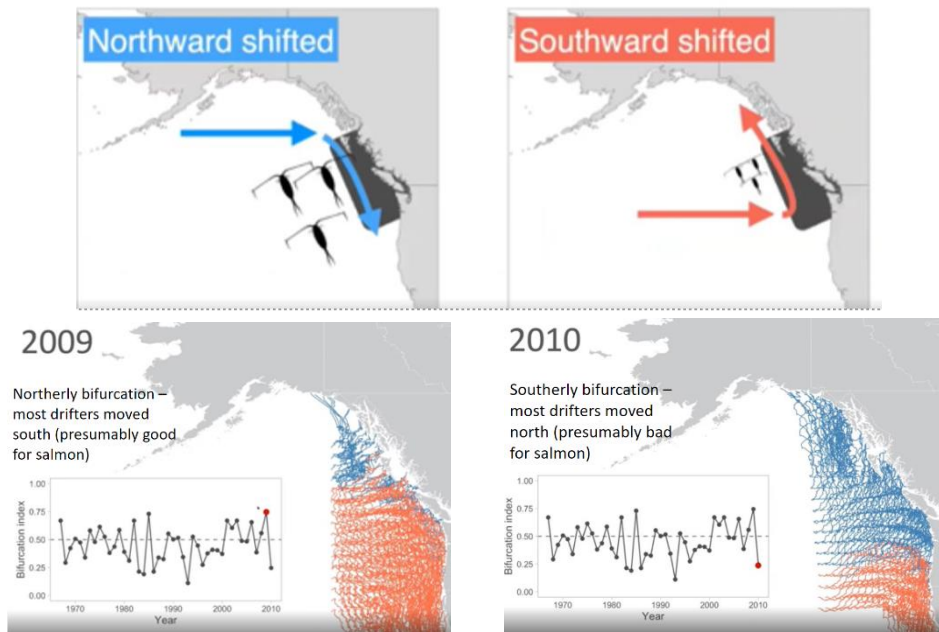 Northward shifted
Southward shifted
2009
Northerly bifurcation –
most drifters moved
south (presumably good
for salmon)
1.00
0.75
0.50
0.25
0.00
Bifurcation index
1970
1980
1990
2000
2010
Year
2010
Southerly bifurcation –
most drifters moved
north (presumably bad
for salmon)
1.00
0.75
0.50
0.25
0.00
Bifurcation index
1970
1980
1990
2000
2010
Year